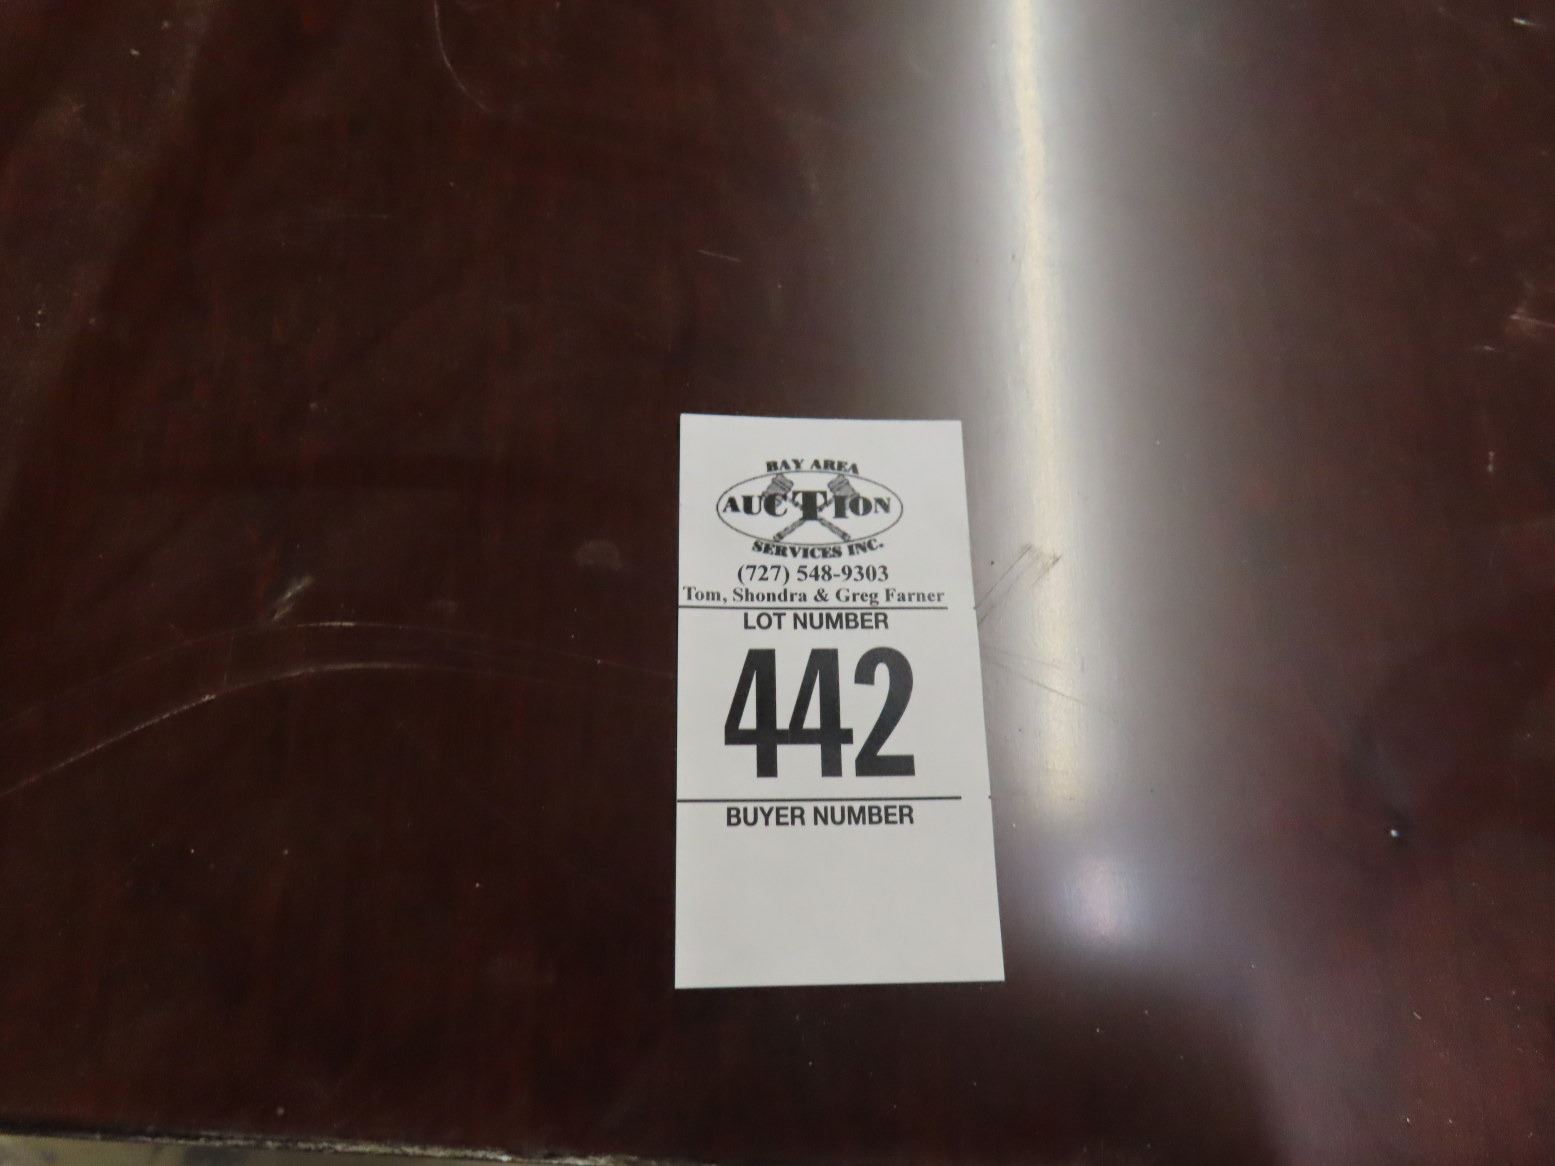 BAY AREA
AUCTION
SERVICES INC.
(727) 548-9303
Tom, Shondra & Greg Farner
LOT NUMBER
442
BUYER NUMBER